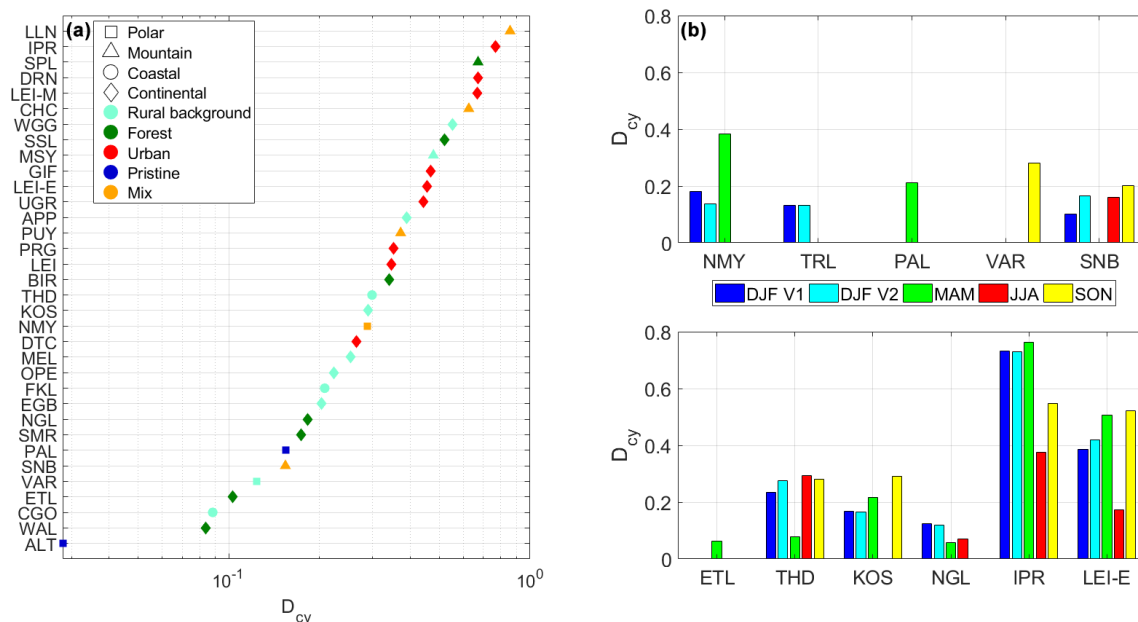 (a)
LLN
IPR
SPL
DRN
LEI-M
CHC
WGG
SSL
MSY
GIF
LEI-E
UGR
APP
PUY
PRG
LEI
BIR
THD
KOS
NMY
DTC
MEL
OPE
FKL
EGB
NGL
SMR
PAL
SNB
VAR
ETL
CGO
WAL
ALT
Polar
Mountain
Coastal
Continental
Rural background
Forest
Urban
Pristine
Mix
10^-1 10^0
D_cy
(b)
0.8
0.6
0.4
0.2
0
D_cy
NMY TRL PAL VAR SNB
DJF V1 DJF V2 MAM JJA SON
0.8
0.6
0.4
0.2
0
D_cy
ETL THD KOS NGL IPR LEI-E